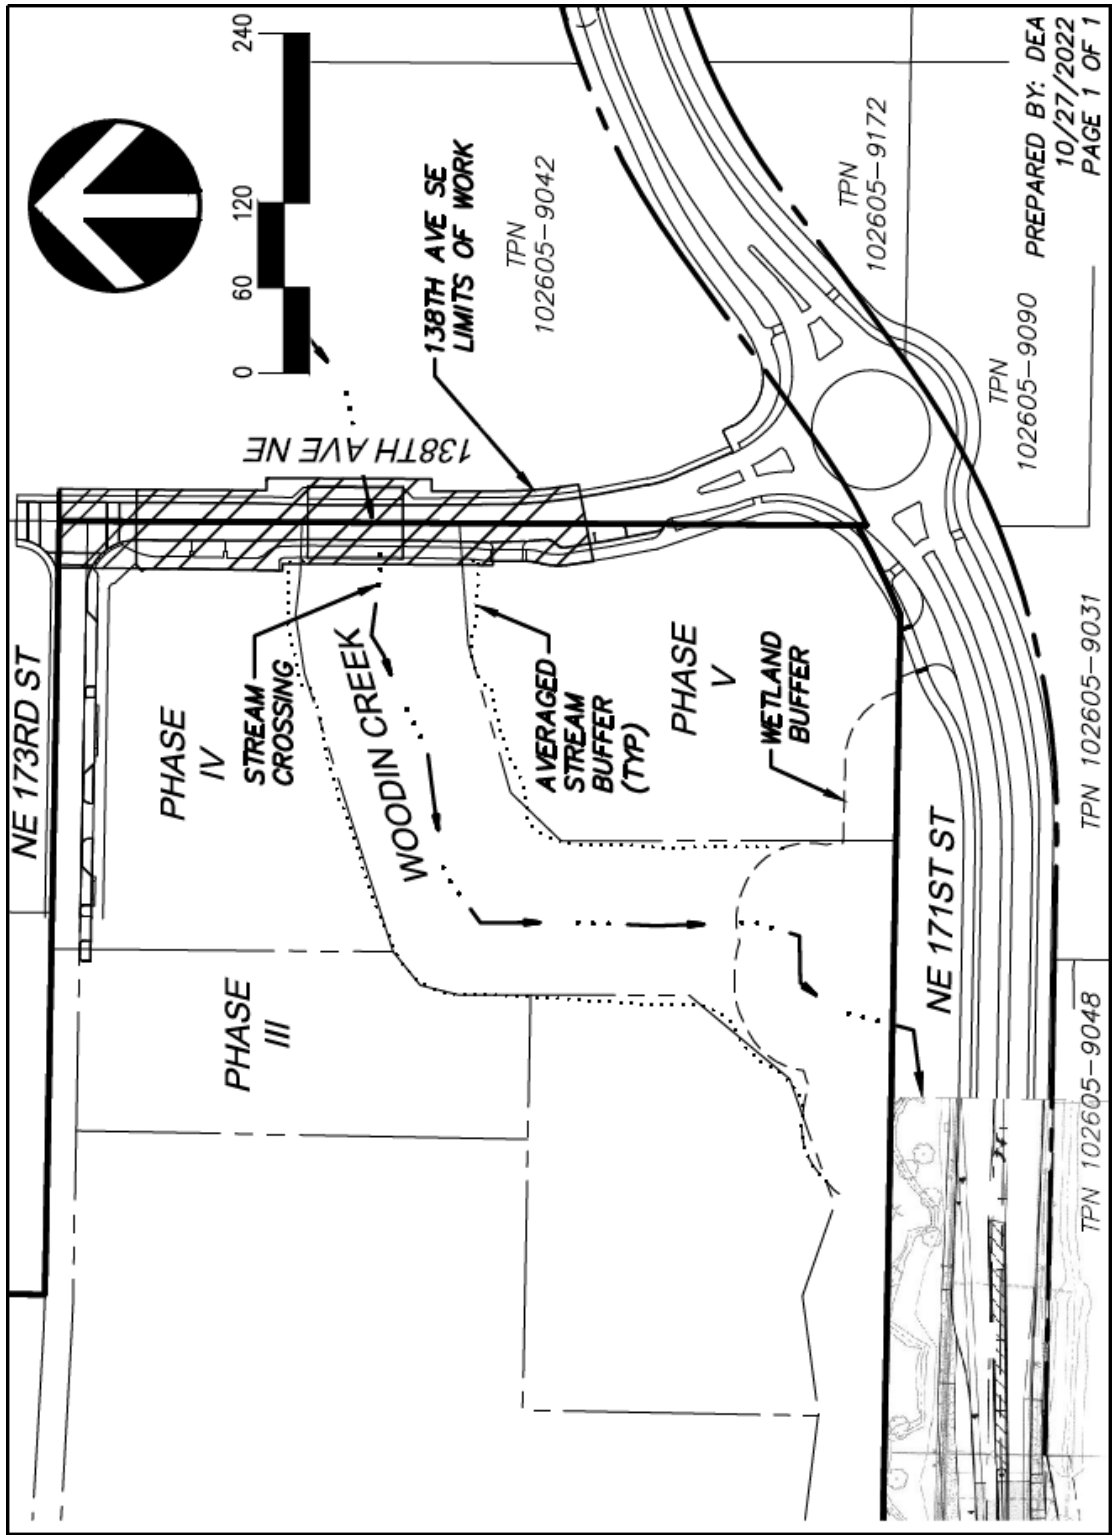 240
120
60
0
138TH AVE SE
LIMITS OF WORK
TPN
102605-9042
TPN
102605-9172
PREPARED BY: DEA
10/27/2022
PAGE 1 OF 1
TPN
102605-9090
138TH AVE NE
NE 173RD ST
PHASE
IV
STREAM
CROSSING
WOODIN CREEK
AVERAGED
STREAM
BUFFER
(TYP)
PHASE
V
WETLAND
BUFFER
TPN 102605-9031
NE 171ST ST
PHASE
III
TPN 102605-9048